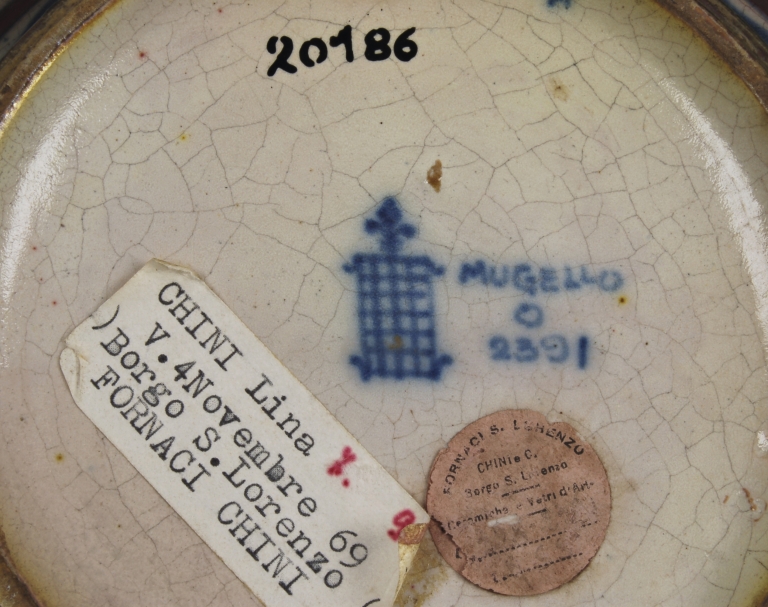 20186
MUGELLO
O
2391
CHINI Lina
V.4Novembre 69
Borgo S.Lorenzo
FORNACI CHINI
FORNACI S. LORENZO
CHINI e C.
Borgo S. Lorenzo
Ceramiche e Vetri d'Arte